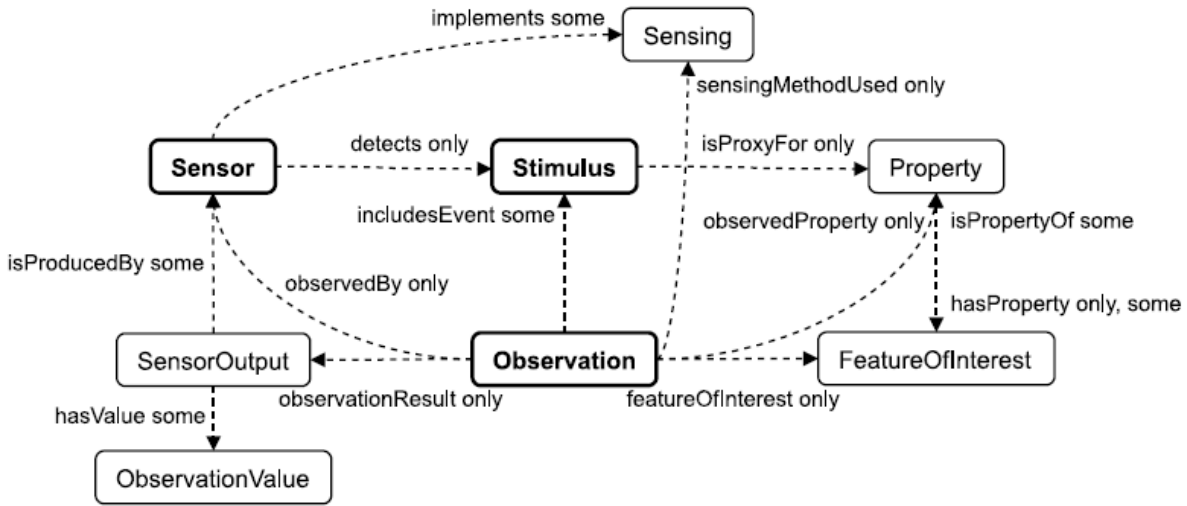 implements some
Sensing
sensingMethodUsed only
detects only
isProxyFor only
Sensor
Stimulus
Property
includesEvent some
observedProperty only
isPropertyOf some
isProducedBy some
observedBy only
hasProperty only, some
SensorOutput
Observation
FeatureOfInterest
observationResult only
featureOfInterest only
hasValue some
ObservationValue